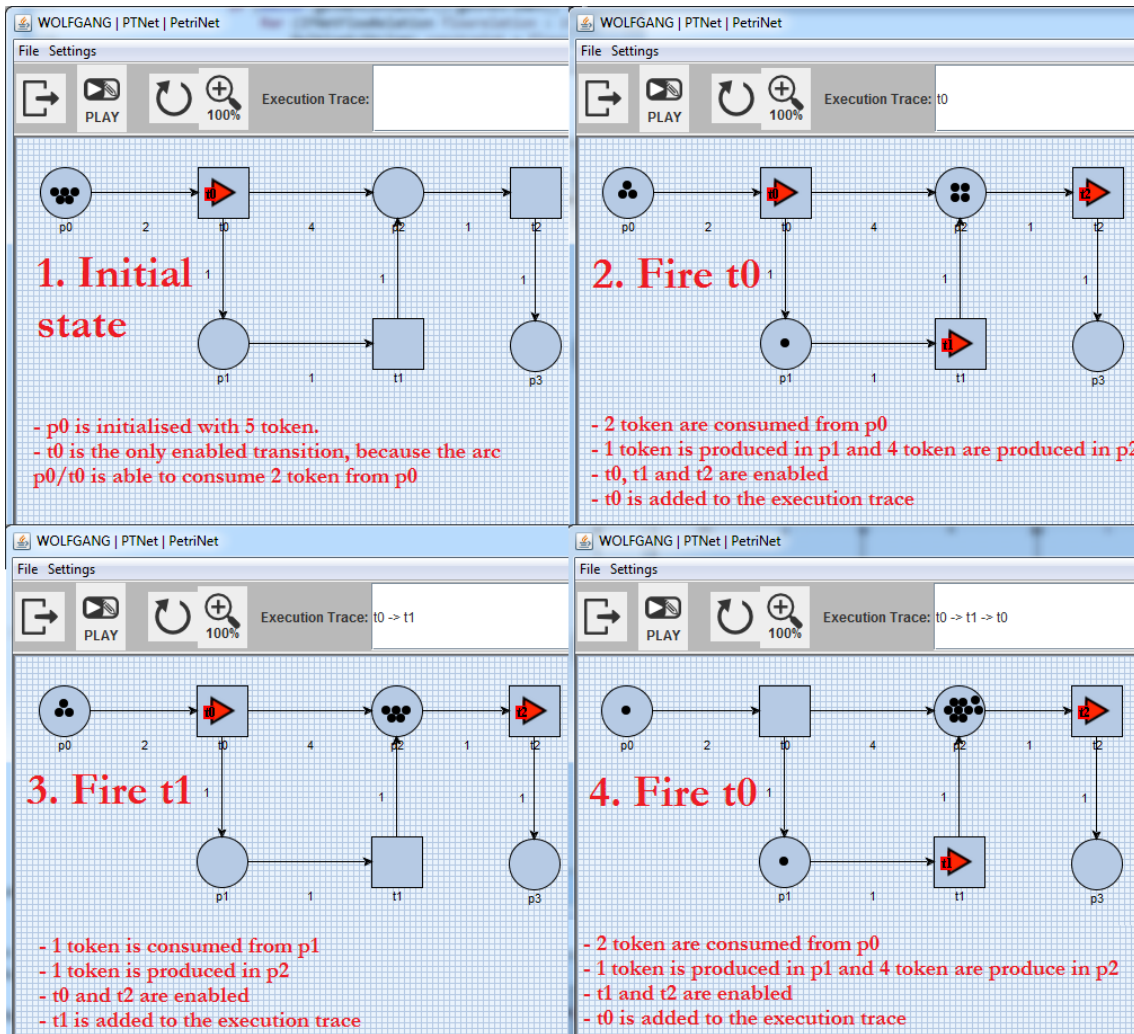 WOLFGANG | PTNet | PetriNet
File Settings
PLAY
100%
Execution Trace:
t0
p0
2
t0
4
p2
1
t2
1
1
1
p1
1
t1
p3
1. Initial
state
- p0 is initialised with 5 token.
- t0 is the only enabled transition, because the arc
p0/t0 is able to consume 2 token from p0
WOLFGANG | PTNet | PetriNet
File Settings
PLAY
100%
Execution Trace: t0
t0
t2
p0
2
t0
4
p2
1
t2
1
1
1
t1
p1
1
t1
p3
2. Fire t0
- 2 token are consumed from p0
- 1 token is produced in p1 and 4 token are produced in p2
- t0, t1 and t2 are enabled
- t0 is added to the execution trace
WOLFGANG | PTNet | PetriNet
File Settings
PLAY
100%
Execution Trace: t0 -> t1
t0
t2
p0
2
t0
4
p2
1
t2
1
1
1
p1
1
t1
p3
3. Fire t1
- 1 token is consumed from p1
- 1 token is produced in p2
- t0 and t2 are enabled
- t1 is added to the execution trace
WOLFGANG | PTNet | PetriNet
File Settings
PLAY
100%
Execution Trace: t0 -> t1 -> t0
t2
p0
2
t0
4
p2
1
t2
1
1
1
t1
p1
1
t1
p3
4. Fire t0
- 2 token are consumed from p0
- 1 token is produced in p1 and 4 token are produce in p2
- t1 and t2 are enabled
- t0 is added to the execution trace